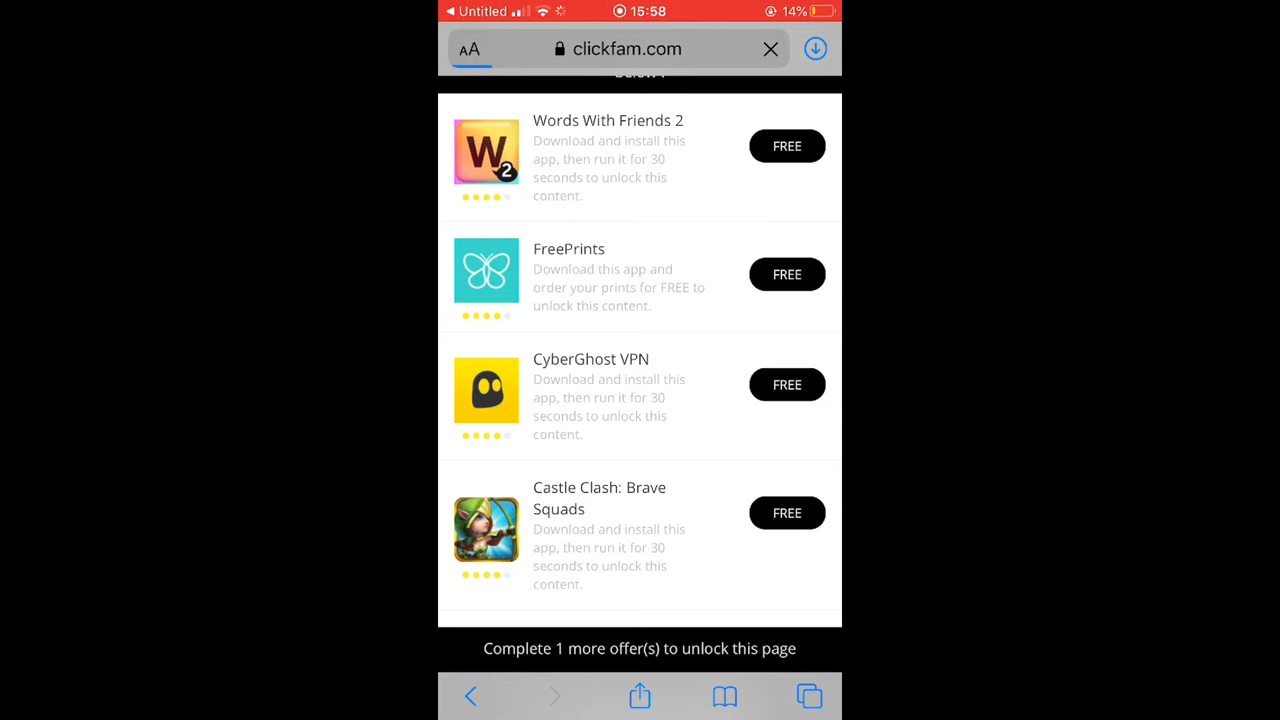 Untitled 15:58 14%
AA clickfam.com
Words With Friends 2
Download and install this
app, then run it for 30
seconds to unlock this
content.
FREE
W2
FreePrints
Download this app and
order your prints for FREE to
unlock this content.
FREE
CyberGhost VPN
Download and install this
app, then run it for 30
seconds to unlock this
content.
FREE
Castle Clash: Brave
Squads
Download and install this
app, then run it for 30
seconds to unlock this
content.
FREE
Complete 1 more offer(s) to unlock this page